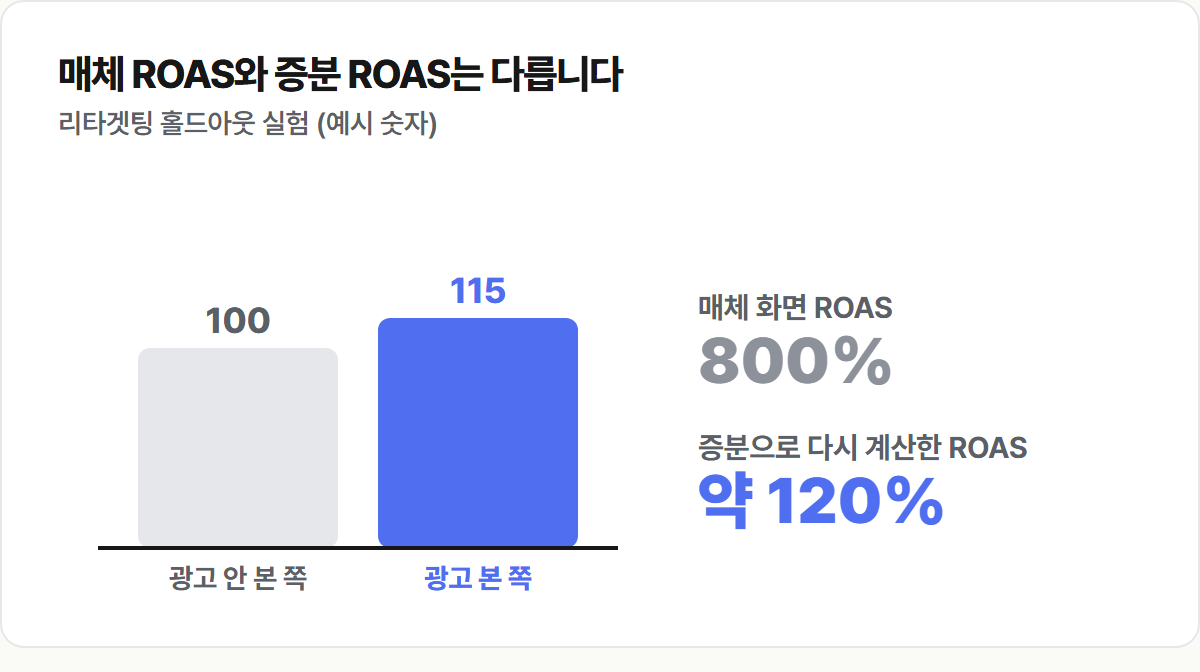 매체 ROAS와 증분 ROAS는 다릅니다
리타겟팅 홀드아웃 실험 (예시 숫자)
100
115
광고 안 본 쪽
광고 본 쪽
매체 화면 ROAS
800%
증분으로 다시 계산한 ROAS
약 120%